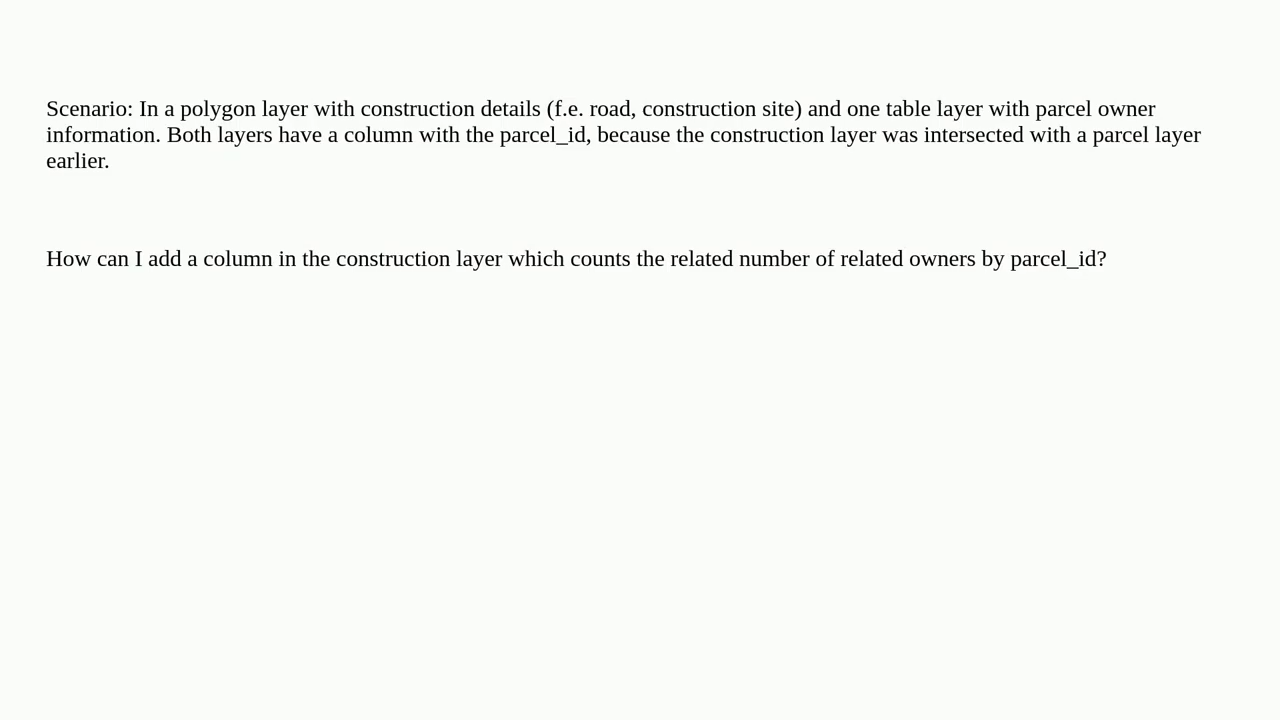 Scenario: In a polygon layer with construction details (f.e. road, construction site) and one table layer with parcel owner
information. Both layers have a column with the parcel_id, because the construction layer was intersected with a parcel layer
earlier.
How can I add a column in the construction layer which counts the related number of related owners by parcel_id?